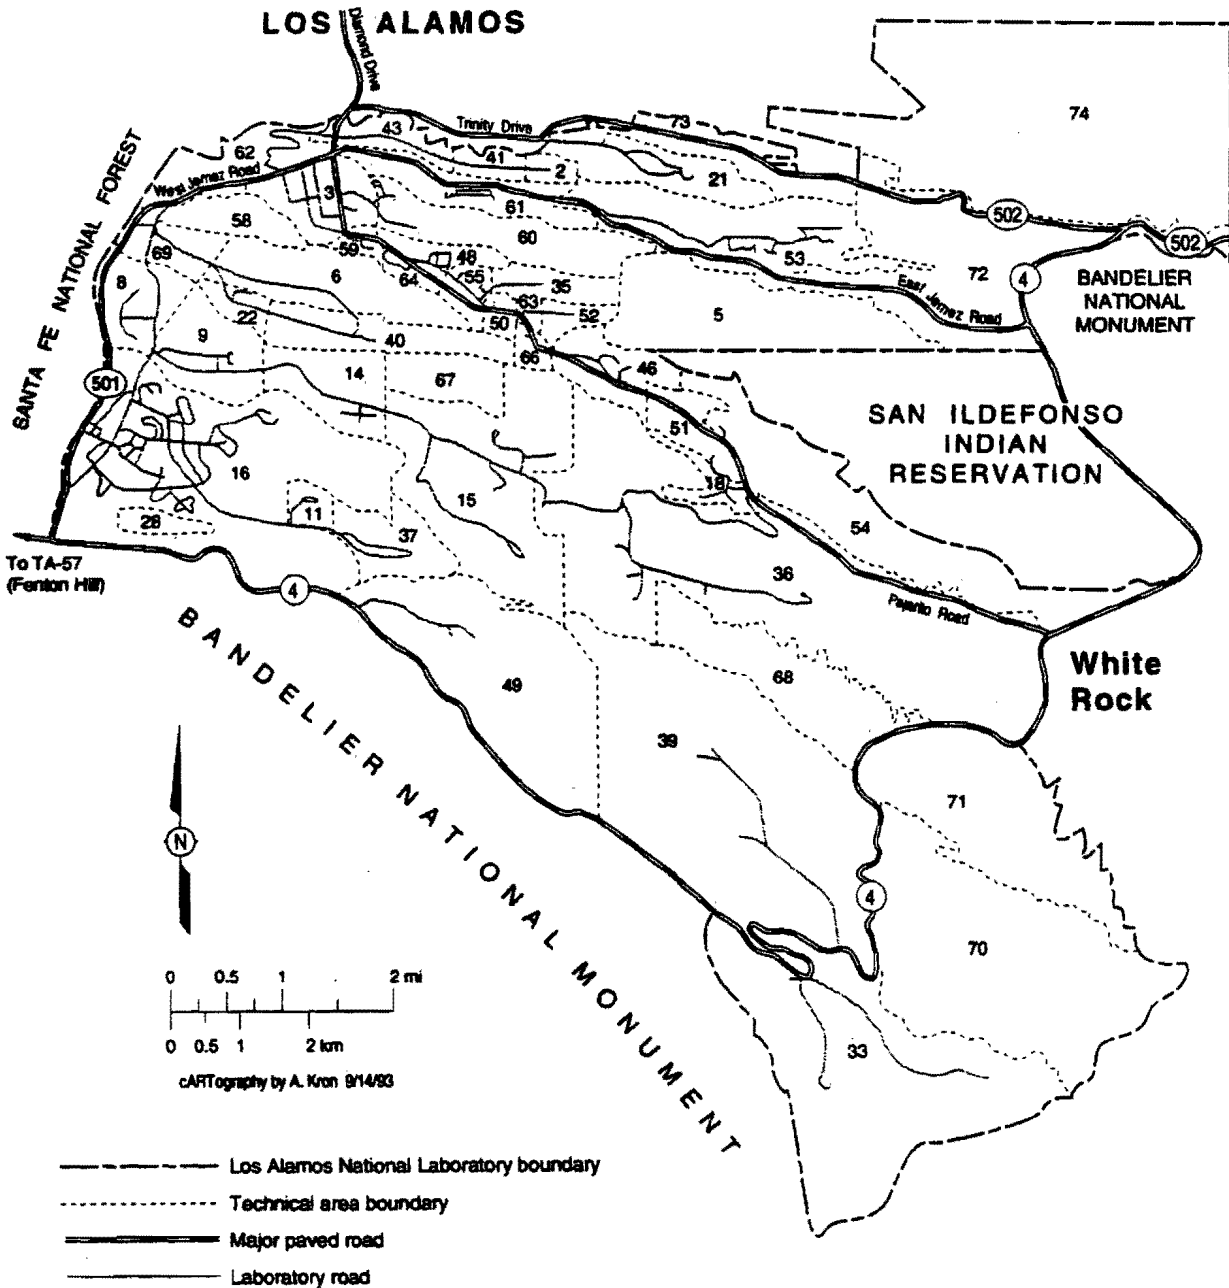 LOS ALAMOS
Diamond Drive
Trinity Drive
73
74
43
62
41
2
21
West Jemez Road
3
61
502
58
60
502
59
48
53
72
4
69
6
64
55
35
East Jemez Road
8
63
52
5
BANDELIER
NATIONAL
MONUMENT
22
50
9
40
66
SANTA FE NATIONAL FOREST
501
14
67
46
51
SAN ILDEFONSO
INDIAN
RESERVATION
16
15
18
11
28
37
54
To TA-57
(Fenton Hill)
36
4
Pajarito Road
BANDELIER NATIONAL MONUMENT
49
68
White
Rock
39
71
N
4
70
0 0.5 1 2 mi
0 0.5 1 2 km
33
cARTography by A. Kron 9/14/93
Los Alamos National Laboratory boundary
Technical area boundary
Major paved road
Laboratory road